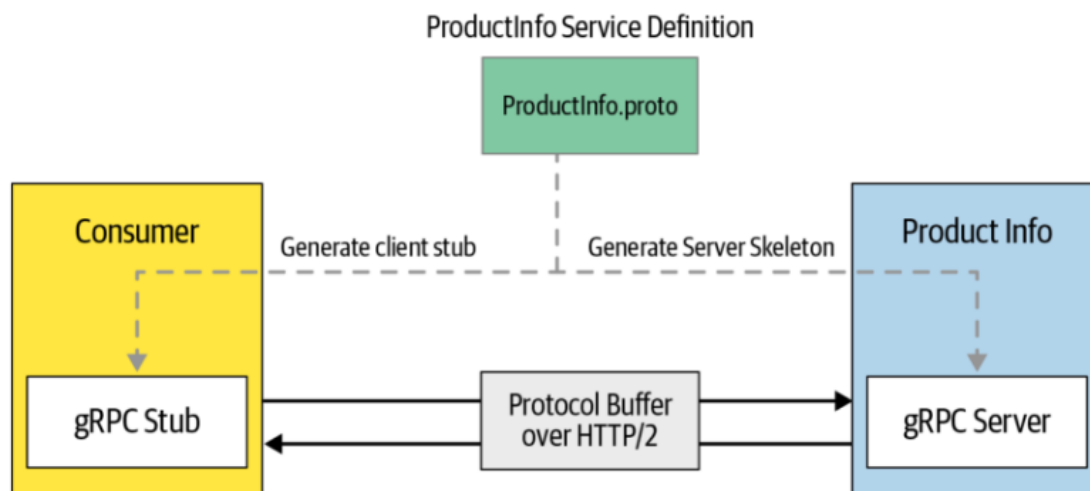 ProductInfo Service Definition
ProductInfo.proto
Consumer
Product Info
Generate client stub
Generate Server Skeleton
gRPC Stub
Protocol Buffer
over HTTP/2
gRPC Server